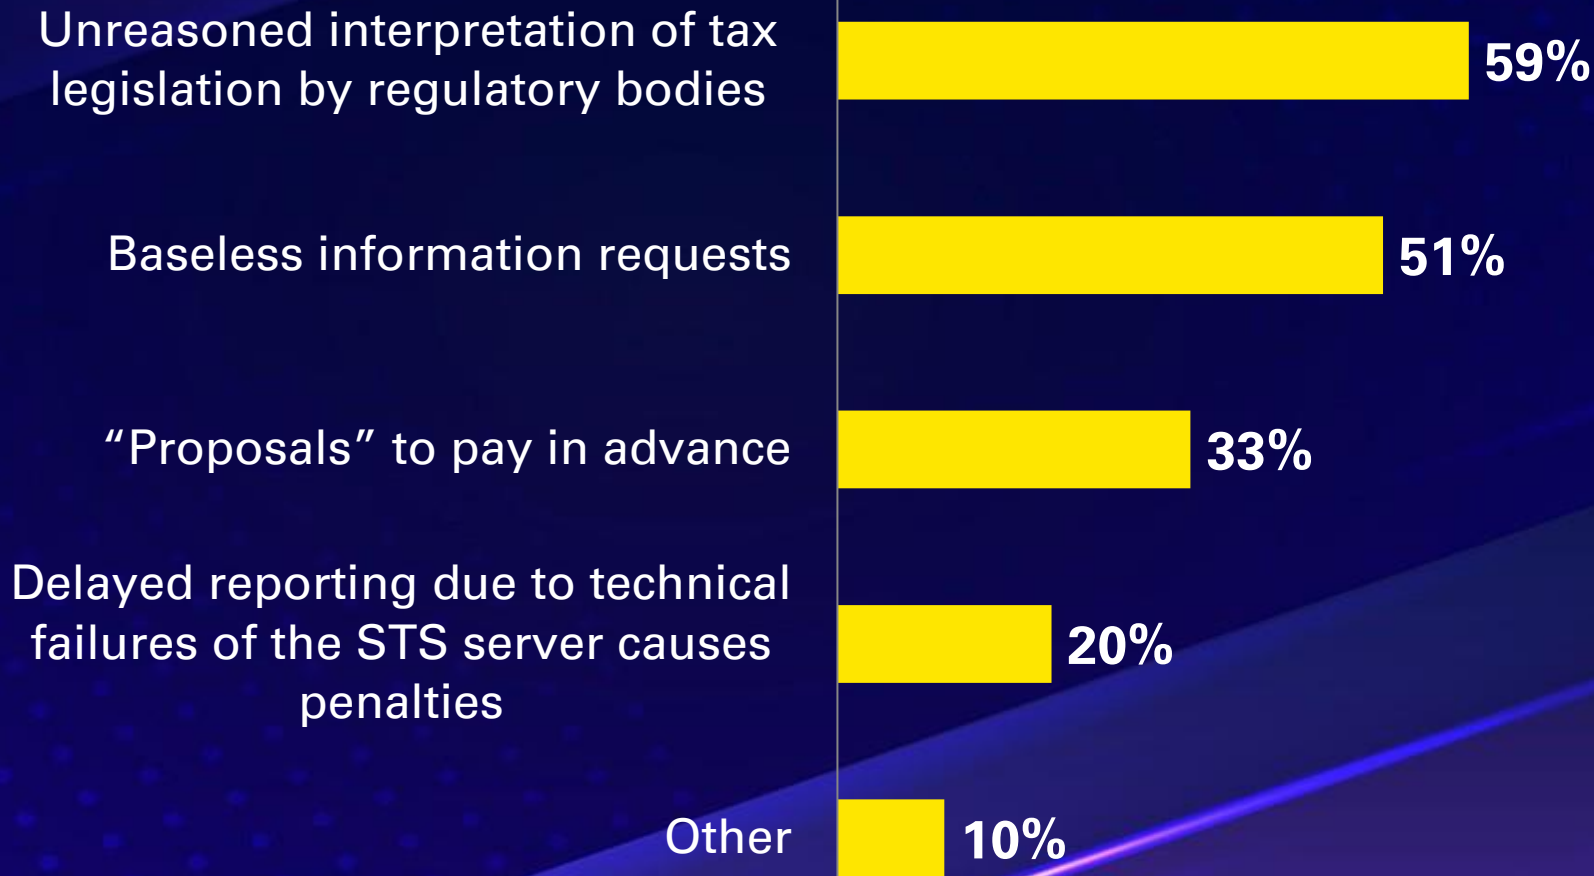 Unreasoned interpretation of tax
legislation by regulatory bodies
59%
Baseless information requests
51%
“Proposals” to pay in advance
33%
Delayed reporting due to technical
failures of the STS server causes
penalties
20%
Other
10%